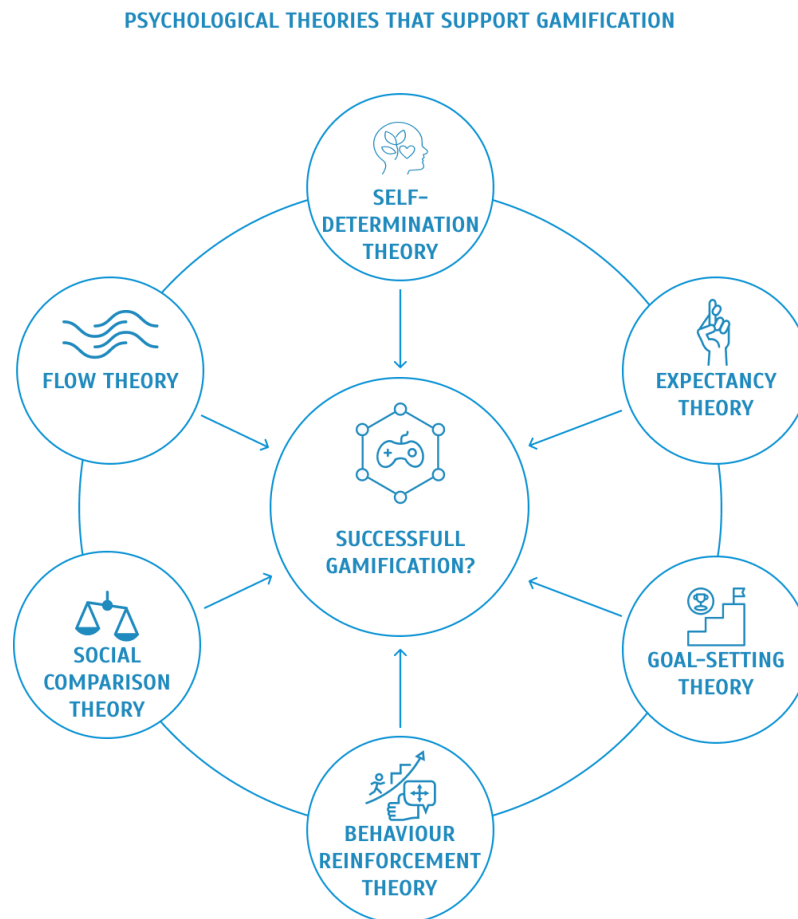 PSYCHOLOGICAL THEORIES THAT SUPPORT GAMIFICATION
SELF-
DETERMINATION
THEORY
FLOW THEORY
EXPECTANCY
THEORY
SUCCESSFULL
GAMIFICATION?
SOCIAL
COMPARISON
THEORY
GOAL-SETTING
THEORY
BEHAVIOUR
REINFORCEMENT
THEORY